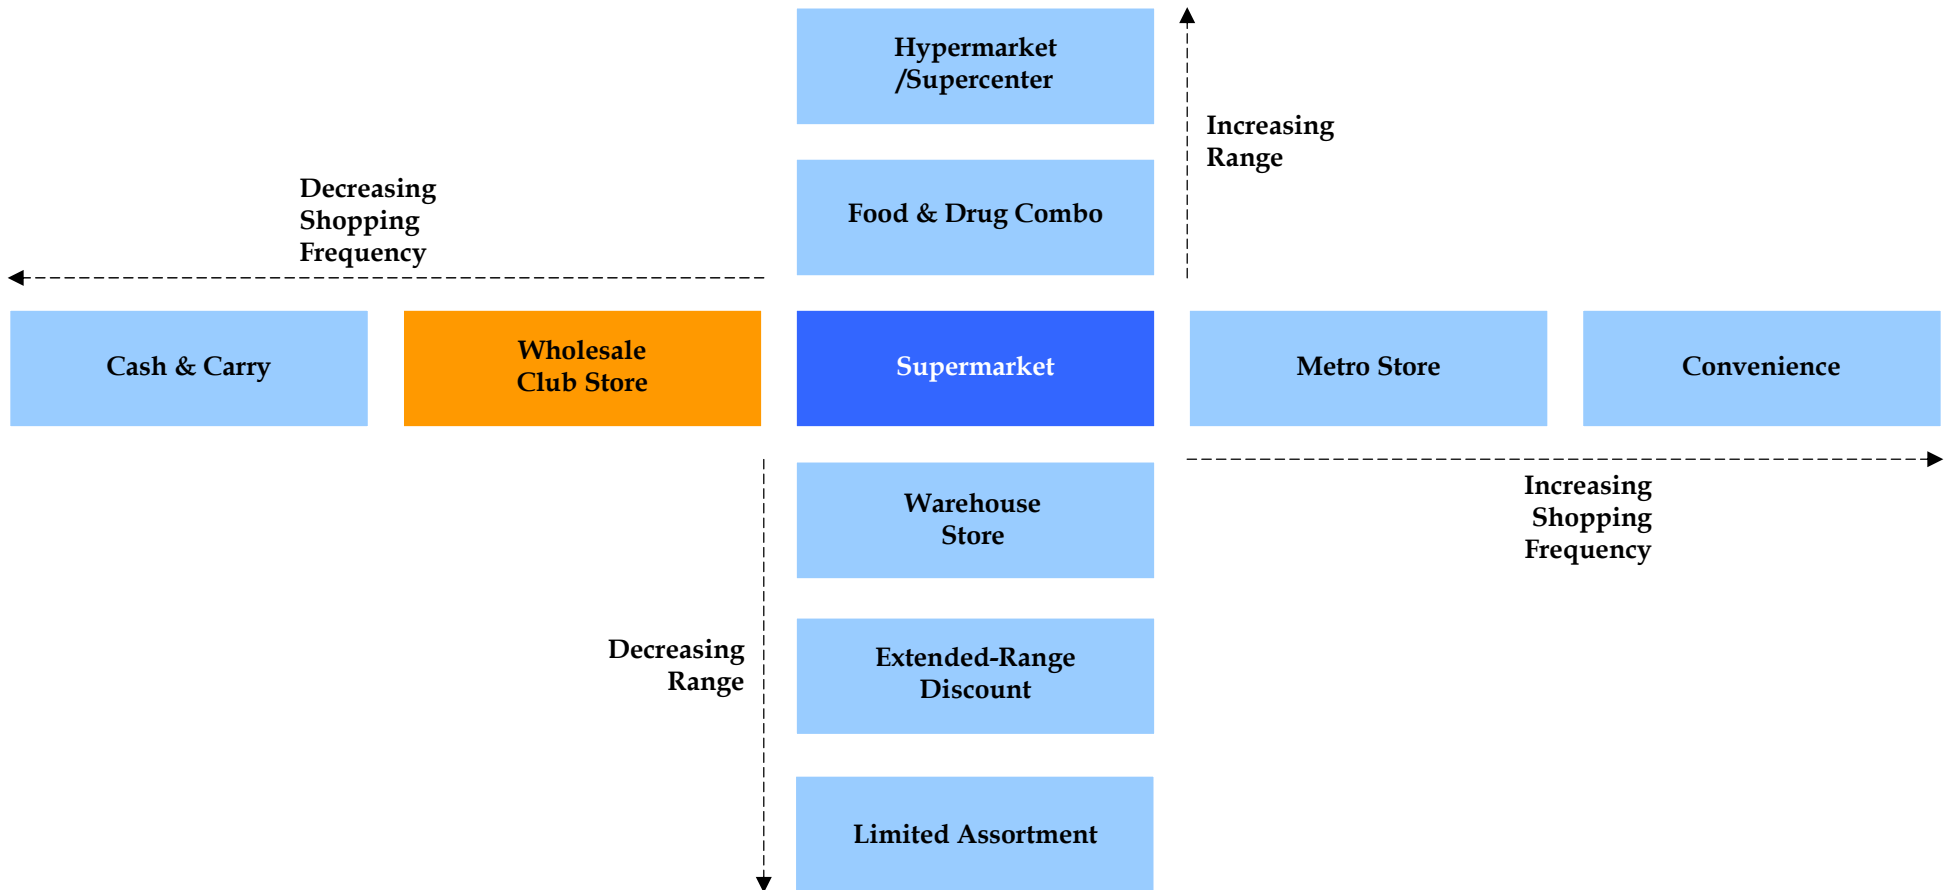 Hypermarket
/Supercenter
Increasing
Range
Decreasing
Shopping
Frequency
Food & Drug Combo
Cash & Carry
Wholesale
Club Store
Supermarket
Metro Store
Convenience
Warehouse
Store
Increasing
Shopping
Frequency
Decreasing
Range
Extended-Range
Discount
Limited Assortment